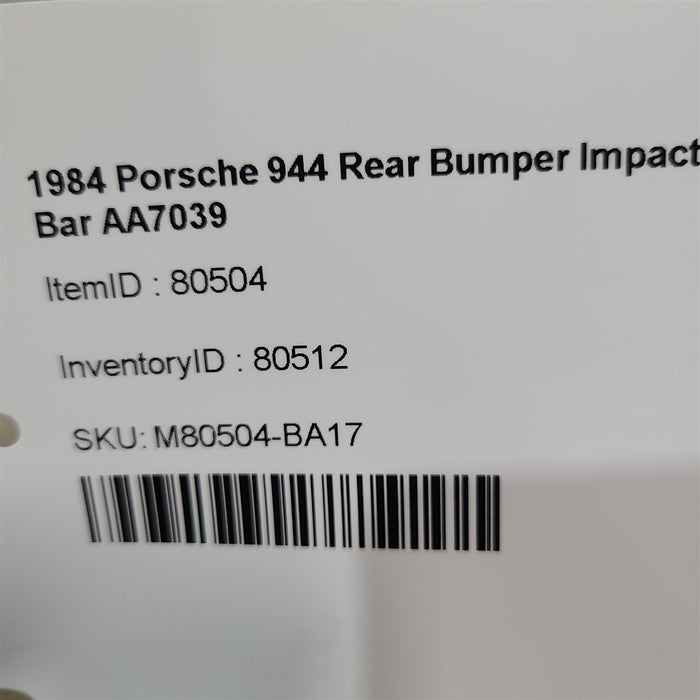 1984 Porsche 944 Rear Bumper Impact
Bar AA7039
ItemID : 80504
InventoryID : 80512
SKU: M80504-BA17